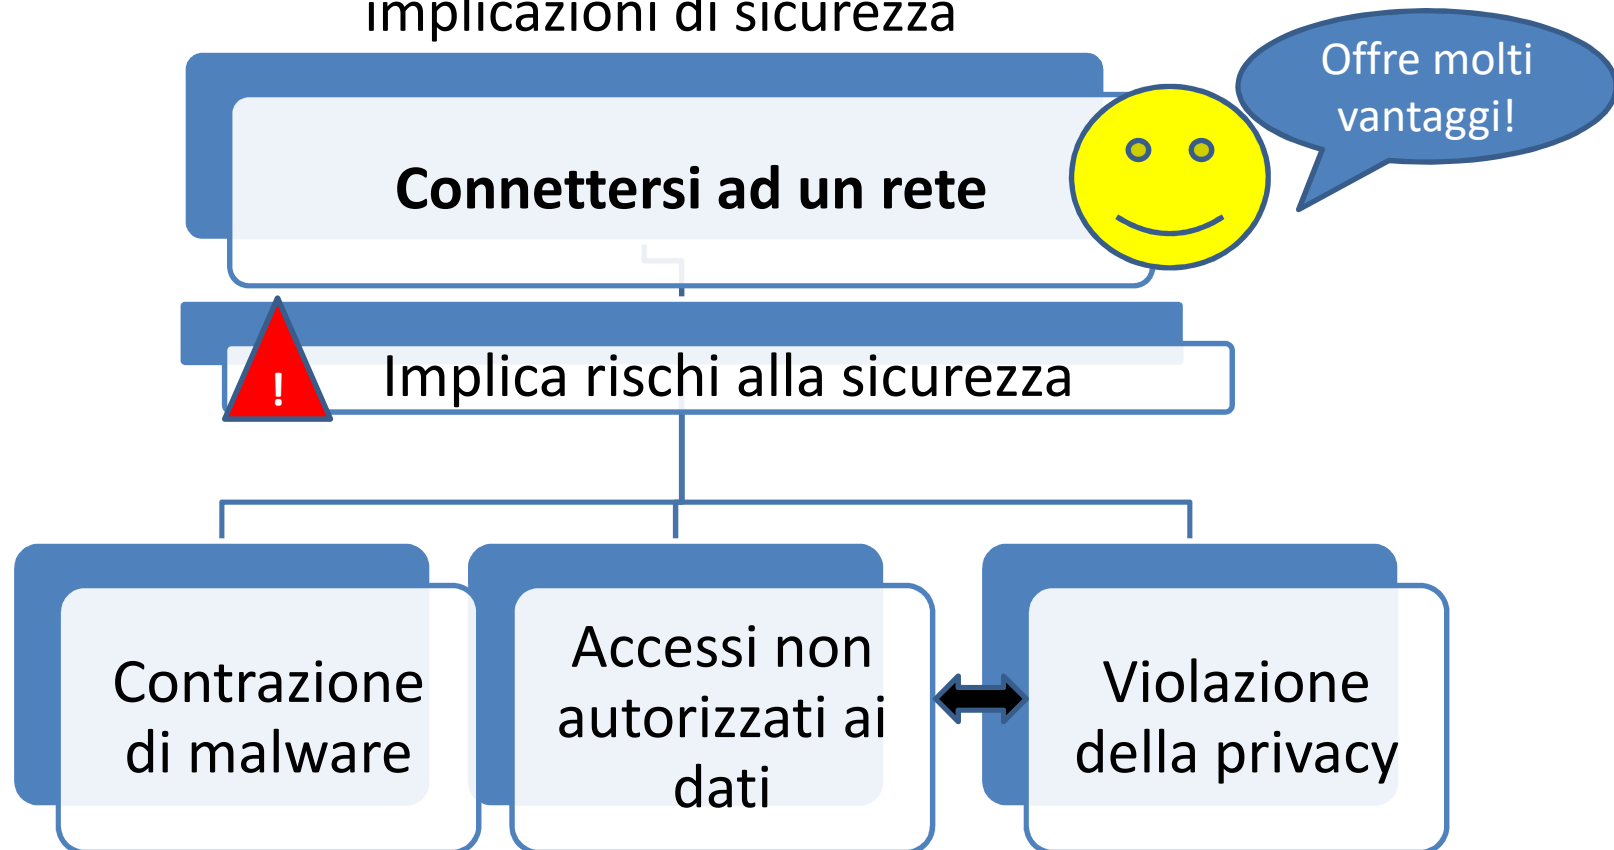 implicazioni di sicurezza
Offre molti
vantaggi!
Connettersi ad un rete
!
Implica rischi alla sicurezza
Contrazione
di malware
Accessi non
autorizzati ai
dati
Violazione
della privacy